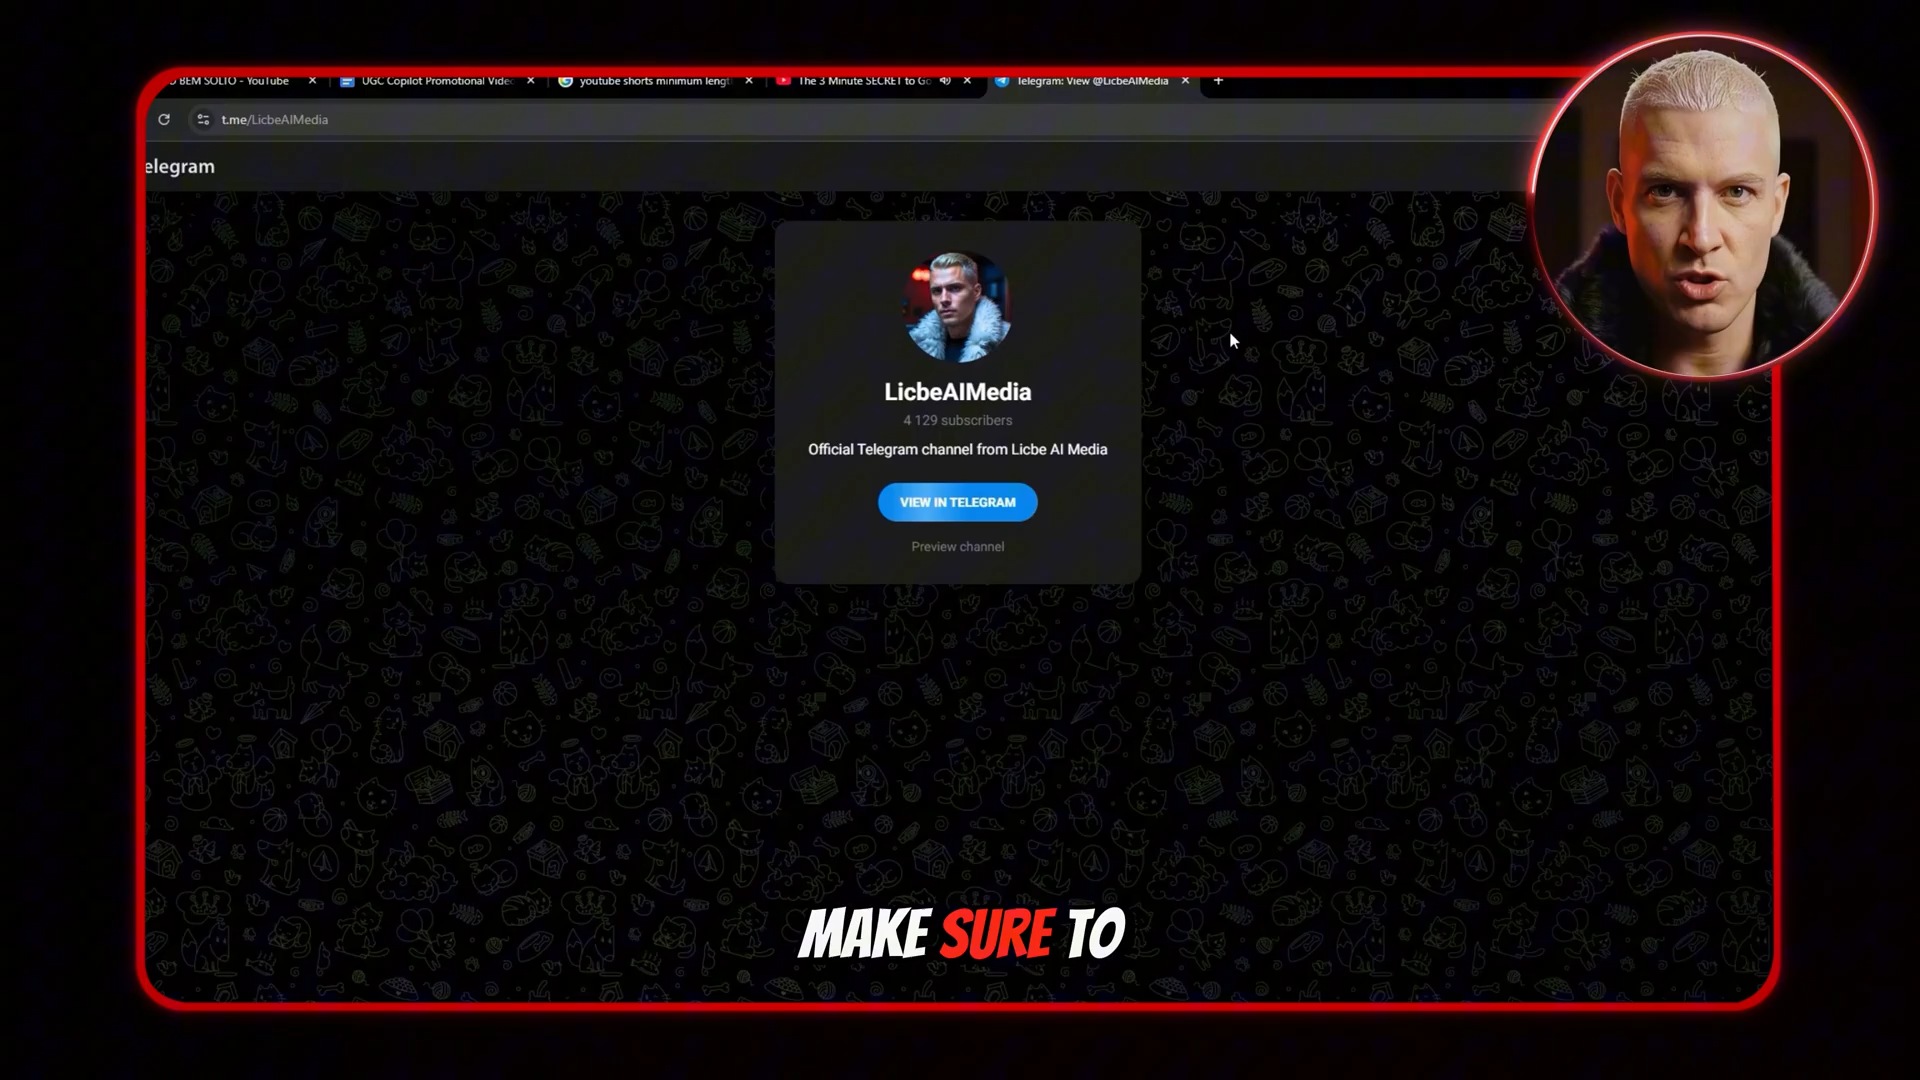 BEM SOLTO - YouTube
UGC Copilot Promotional Video
youtube shorts minimum lengt
The 3 Minute SECRET to Go
Telegram: View @LicbeAIMedia
t.me/LicbeAIMedia
elegram
LicbeAIMedia
4 129 subscribers
Official Telegram channel from Licbe AI Media
VIEW IN TELEGRAM
Preview channel
MAKE SURE TO